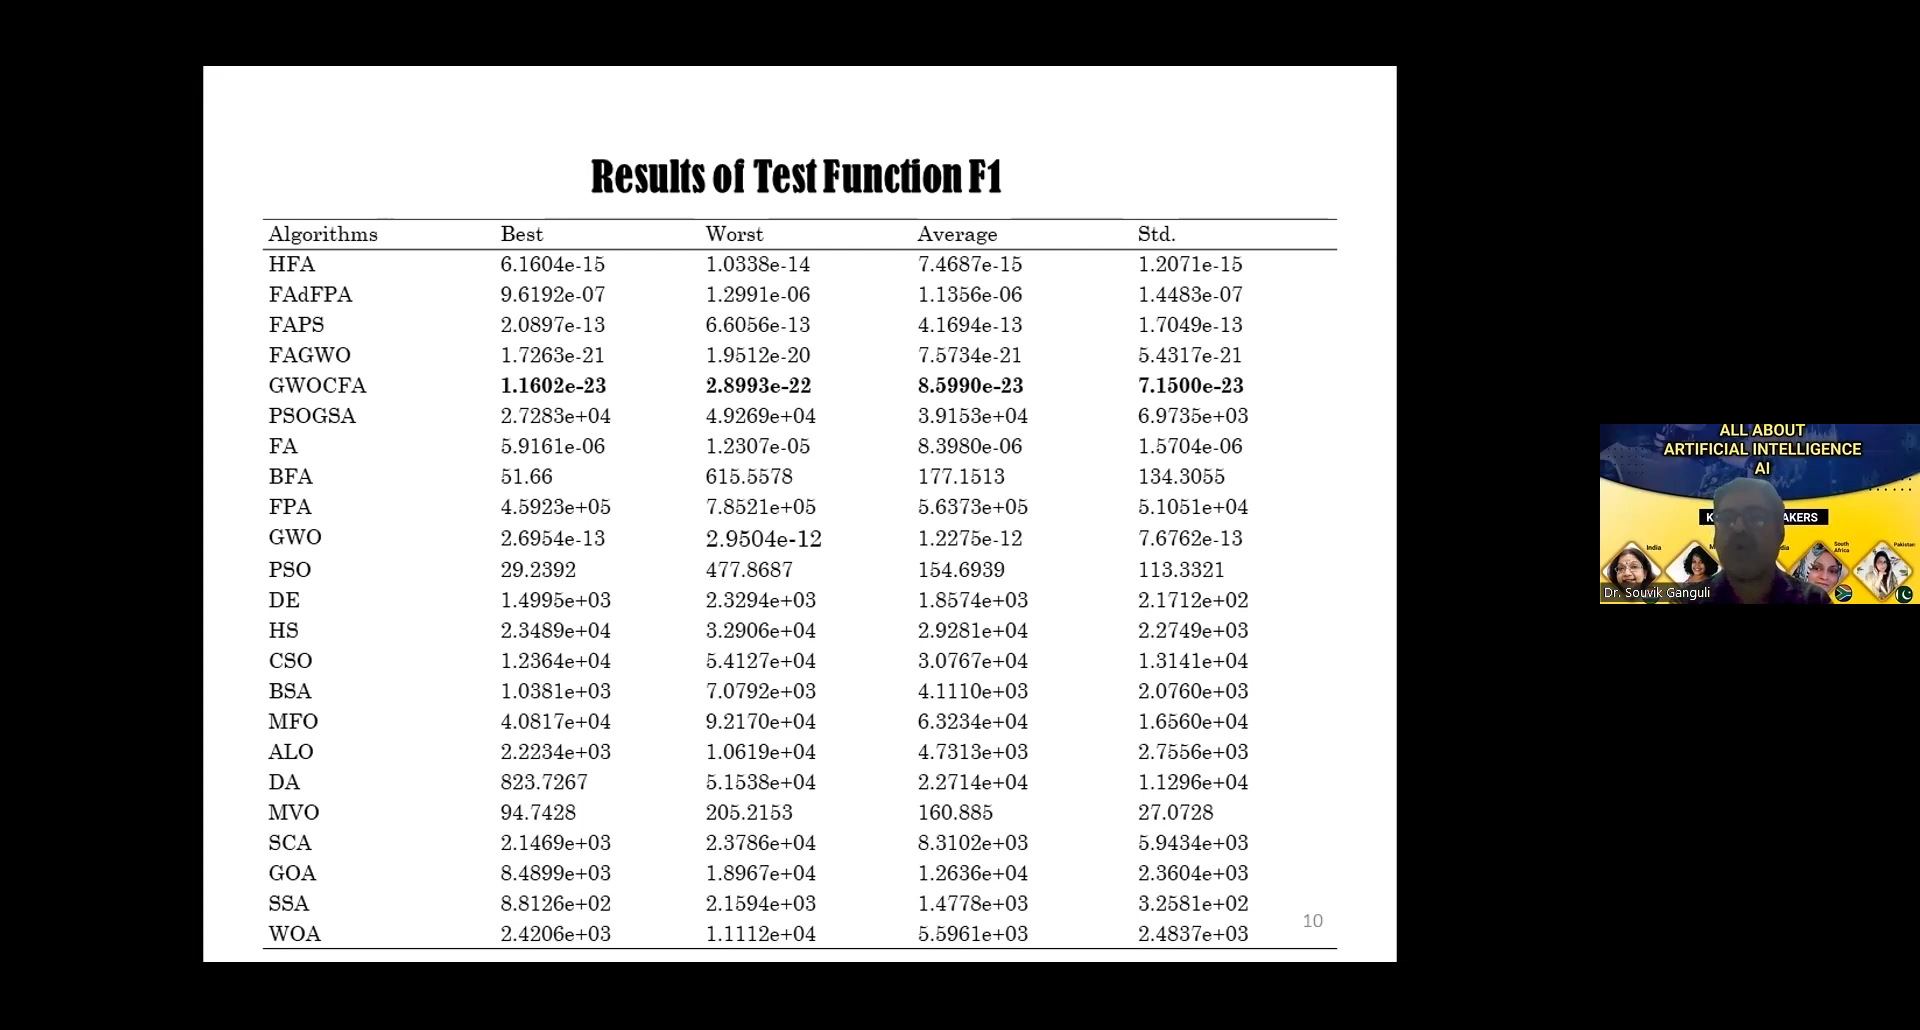 Results of Test Function F1
Algorithms Best Worst Average Std.
HFA 6.1604e-15 1.0338e-14 7.4687e-15 1.2071e-15
FAdFPA 9.6192e-07 1.2991e-06 1.1356e-06 1.4483e-07
FAPS 2.0897e-13 6.6056e-13 4.1694e-13 1.7049e-13
FAGWO 1.7263e-21 1.9512e-20 7.5734e-21 5.4317e-21
GWOCFA 1.1602e-23 2.8993e-22 8.5990e-23 7.1500e-23
PSOGSA 2.7283e+04 4.9269e+04 3.9153e+04 6.9735e+03
FA 5.9161e-06 1.2307e-05 8.3980e-06 1.5704e-06
BFA 51.66 615.5578 177.1513 134.3055
FPA 4.5923e+05 7.8521e+05 5.6373e+05 5.1051e+04
GWO 2.6954e-13 2.9504e-12 1.2275e-12 7.6762e-13
PSO 29.2392 477.8687 154.6939 113.3321
DE 1.4995e+03 2.3294e+03 1.8574e+03 2.1712e+02
HS 2.3489e+04 3.2906e+04 2.9281e+04 2.2749e+03
CSO 1.2364e+04 5.4127e+04 3.0767e+04 1.3141e+04
BSA 1.0381e+03 7.0792e+03 4.1110e+03 2.0760e+03
MFO 4.0817e+04 9.2170e+04 6.3234e+04 1.6560e+04
ALO 2.2234e+03 1.0619e+04 4.7313e+03 2.7556e+03
DA 823.7267 5.1538e+04 2.2714e+04 1.1296e+04
MVO 94.7428 205.2153 160.885 27.0728
SCA 2.1469e+03 2.3786e+04 8.3102e+03 5.9434e+03
GOA 8.4899e+03 1.8967e+04 1.2636e+04 2.3604e+03
SSA 8.8126e+02 2.1594e+03 1.4778e+03 3.2581e+02
WOA 2.4206e+03 1.1112e+04 5.5961e+03 2.4837e+03
10
ALL ABOUT
ARTIFICIAL INTELLIGENCE
AI
India
South
Africa
Pakistan
Dr. Souvik Ganguli